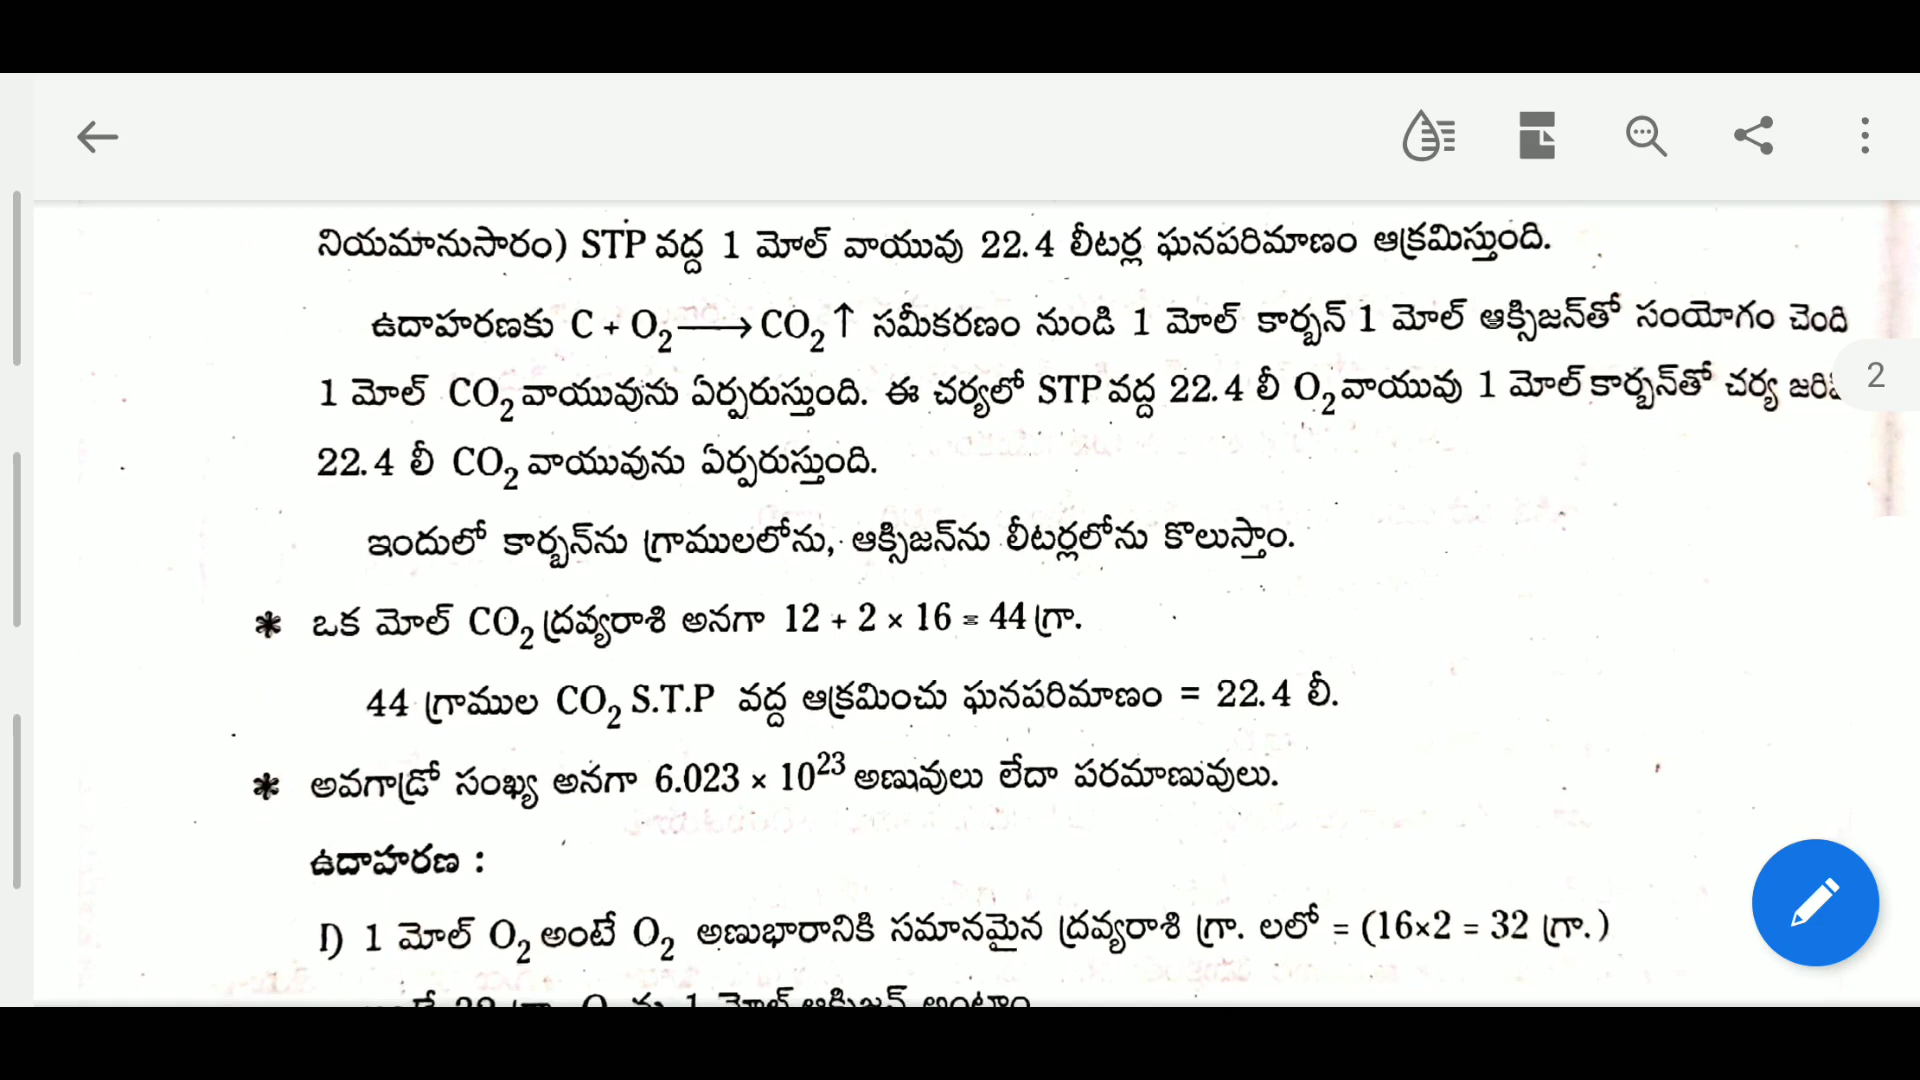 నియమానుసారం) STP వద్ద 1 మోల్ వాయువు 22.4 లీటర్ల ఘనపరిమాణం ఆక్రమిస్తుంది.
ఉదాహరణకు C + O₂ ⟶ CO₂↑ సమీకరణం నుండి 1 మోల్ కార్బన్ 1 మోల్ ఆక్సిజన్‌తో సంయోగం చెంది
1 మోల్ CO₂ వాయువును ఏర్పరుస్తుంది. ఈ చర్యలో STP వద్ద 22.4 లీ O₂ వాయువు 1 మోల్ కార్బన్‌తో చర్య
2
22.4 లీ CO₂ వాయువును ఏర్పరుస్తుంది.
ఇందులో కార్బన్‌ను గ్రాములలోను, ఆక్సిజన్‌ను లీటర్లలోను కొలుస్తాం.
* ఒక మోల్ CO₂ ద్రవ్యరాశి అనగా 12 + 2 × 16 = 44 గ్రా.
44 గ్రాముల CO₂ S.T.P వద్ద ఆక్రమించు ఘనపరిమాణం = 22.4 లీ.
* అవగాడ్రో సంఖ్య అనగా 6.023 × 10²³ అణువులు లేదా పరమాణువులు.
ఉదాహరణ :
I) 1 మోల్ O₂ అంటే O₂ అణుభారానికి సమానమైన ద్రవ్యరాశి గ్రా. లలో = (16×2 = 32 గ్రా.)